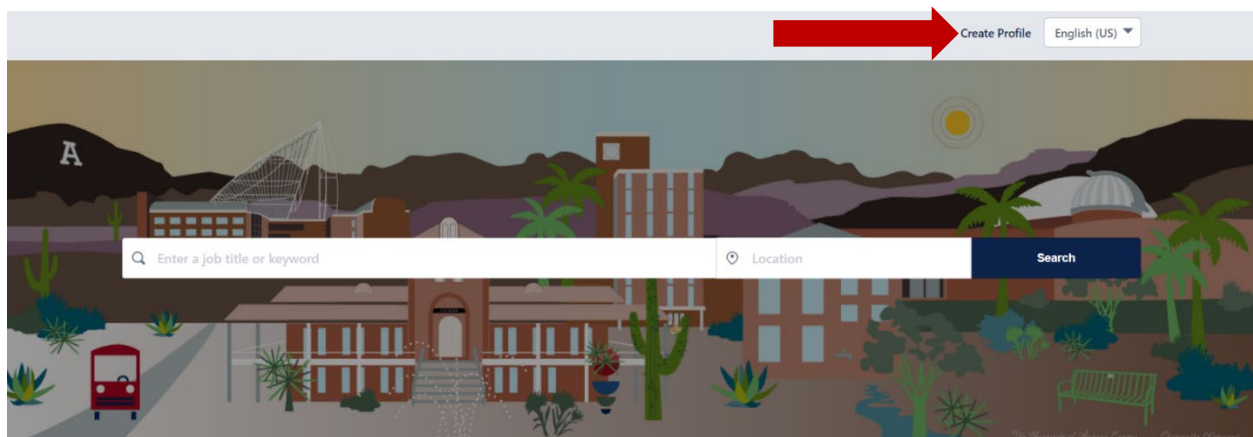 Create Profile
English (US)
A
Enter a job title or keyword
Location
Search